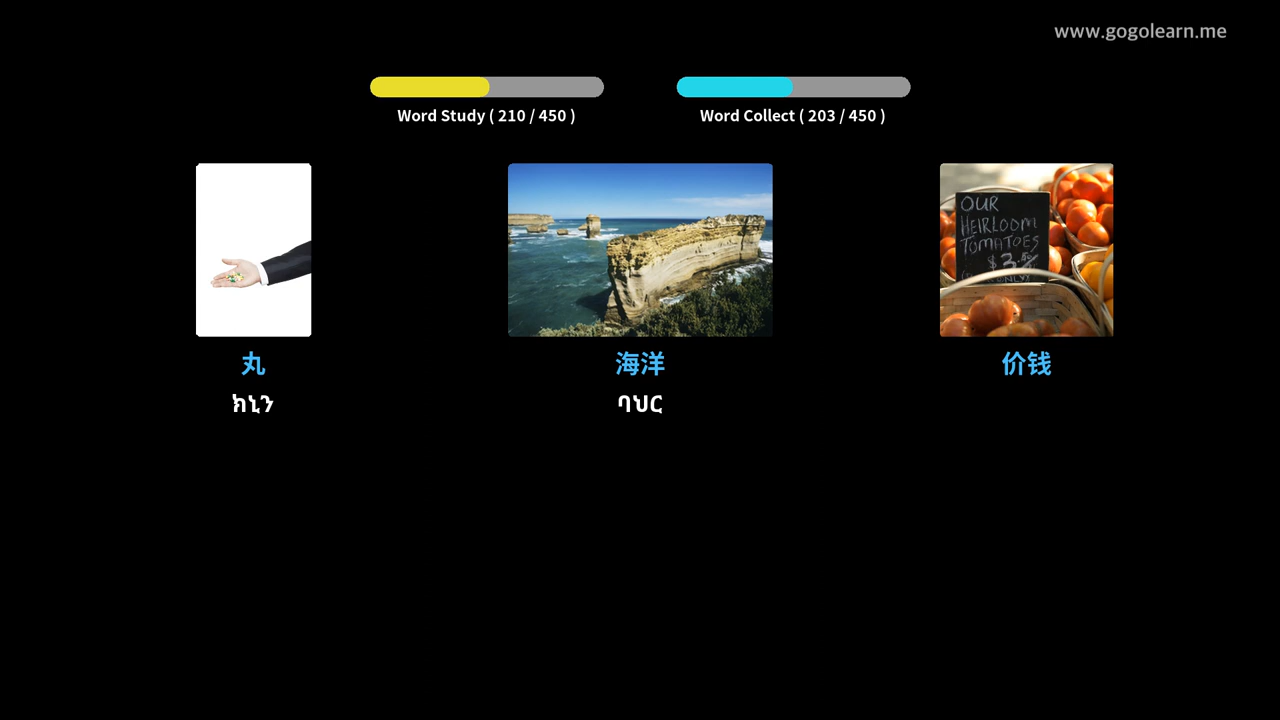 www.gogolearn.me
Word Study ( 210 / 450 )
Word Collect ( 203 / 450 )
OUR
HEIRLOOM
TOMATOES
丸
海洋
价钱
ክኒን
ባህር